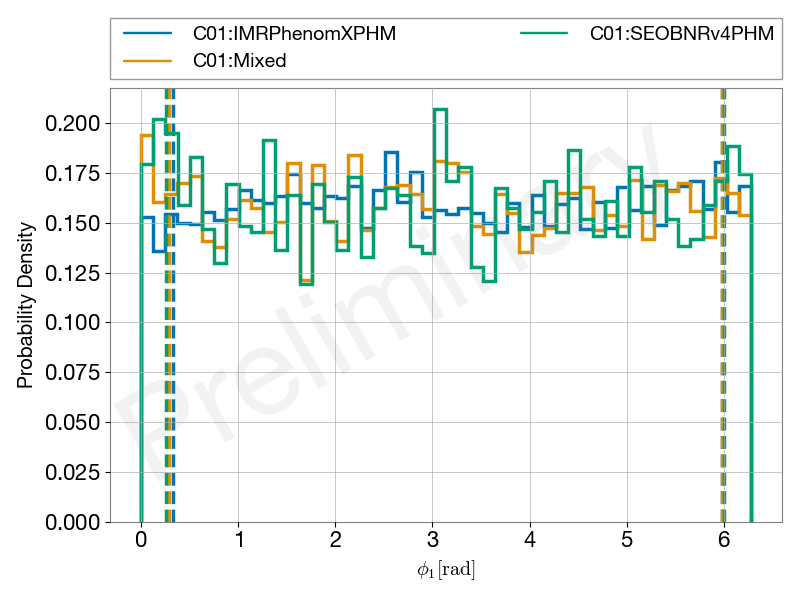 C01:IMRPhenomXPHM
C01:Mixed
C01:SEOBNRv4PHM
0.200
0.175
0.150
0.125
0.100
0.075
0.050
0.025
0.000
Probability Density
Preliminary
0 1 2 3 4 5 6
ϕ₁[rad]